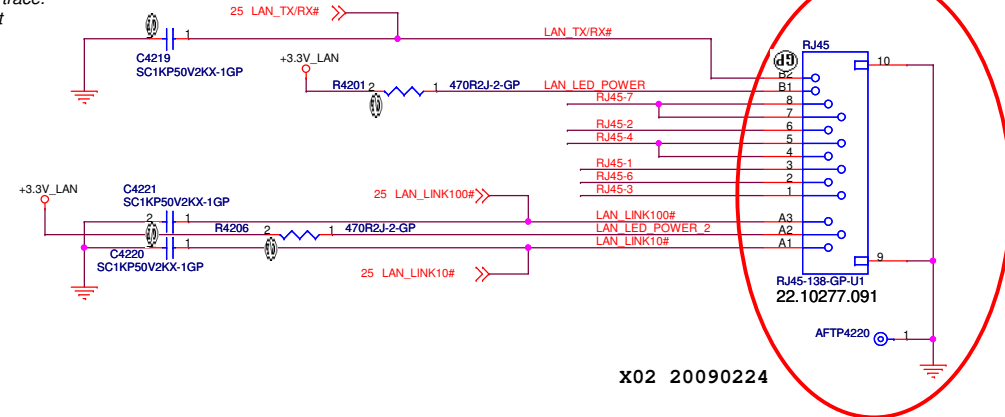 trace.
t
25 LAN_TX/RX#
LAN_TX/RX#
RJ45
GP
1
C4219
SC1KP50V2KX-1GP
+3.3V_LAN
R4201 2
1 470R2J-2-GP
LAN_LED_POWER
B2
B1
10
RJ45-7
8
7
RJ45-2
6
RJ45-4
5
4
RJ45-1
3
RJ45-6
2
RJ45-3
1
+3.3V_LAN
C4221
SC1KP50V2KX-1GP
25 LAN_LINK100#
2 1
R4206 2 1 470R2J-2-GP
LAN_LINK100#
A3
LAN_LED_POWER_2
A2
LAN_LINK10#
A1
1
C4220
SC1KP50V2KX-1GP
25 LAN_LINK10#
9
RJ45-138-GP-U1
22.10277.091
AFTP4220 1
X02 20090224